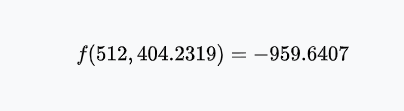 f(512, 404.2319) = −959.6407